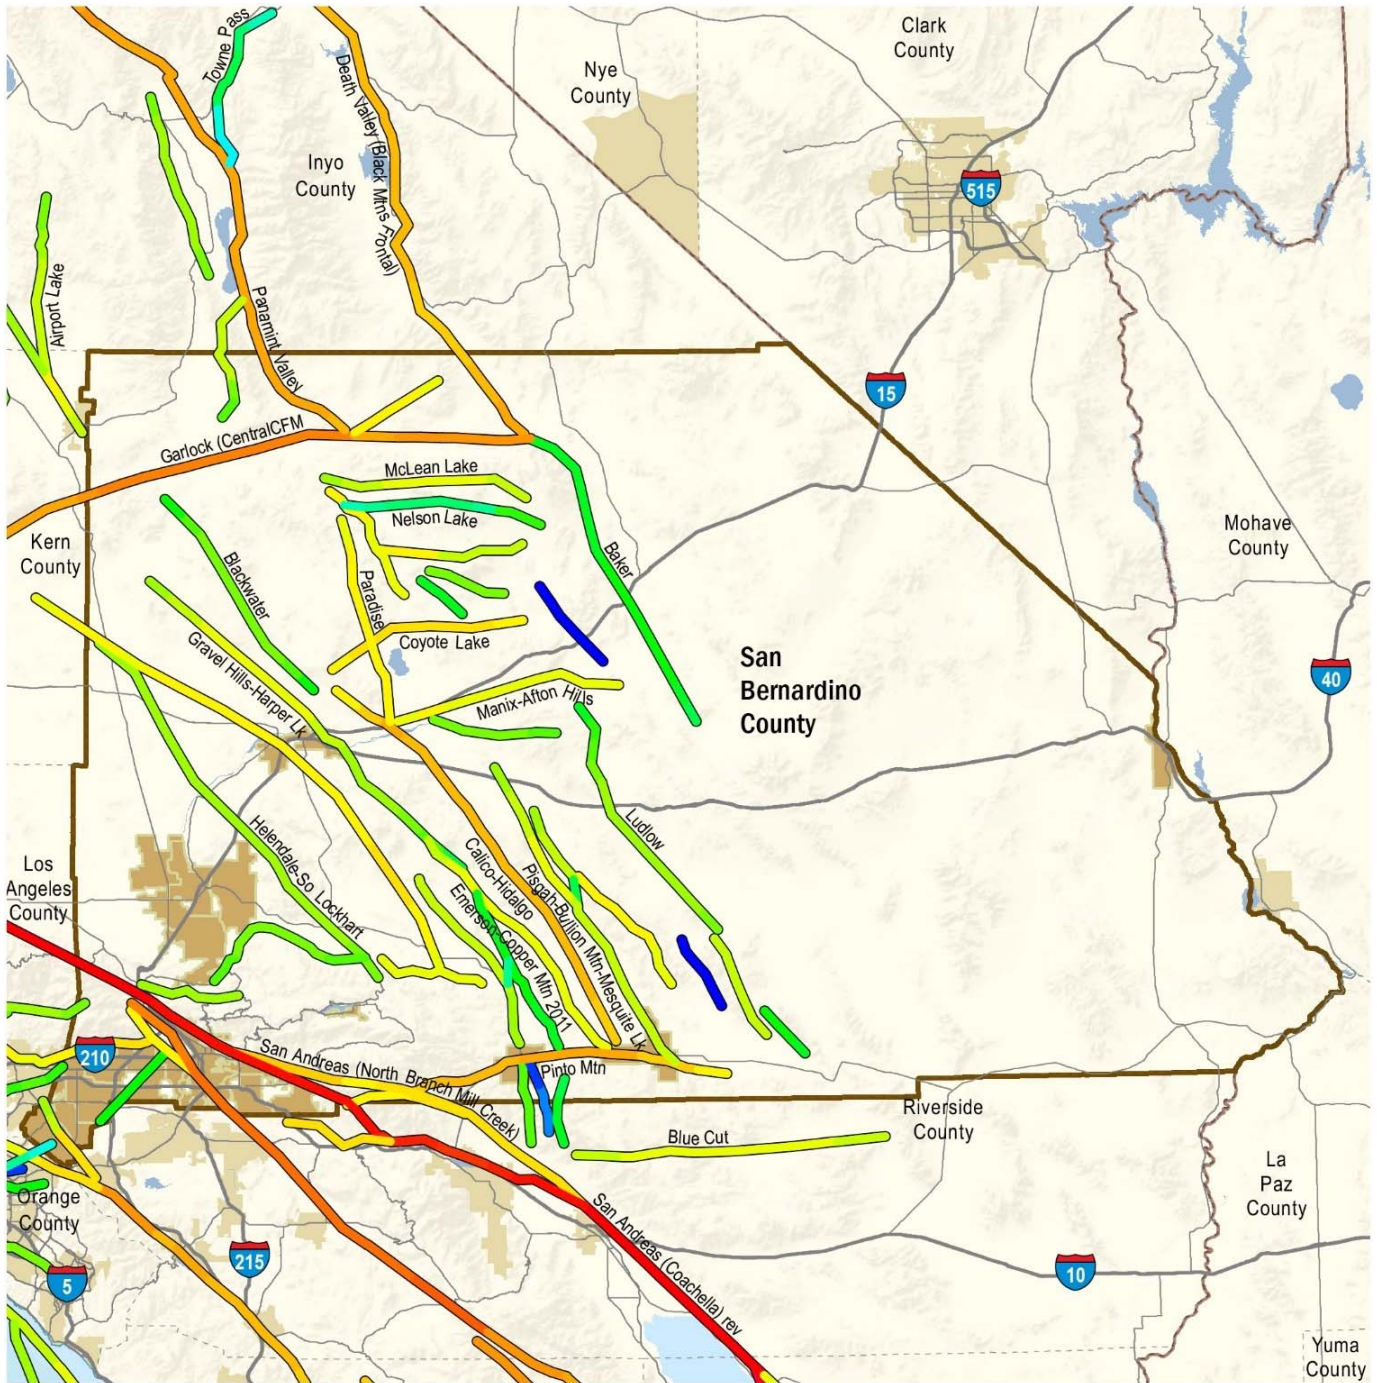 Clark
County
Towne Pass
Nye
County
Death Valley (Black Mtns Frontal)
Inyo
County
515
Airport Lake
Panamint Valley
15
Garlock (CentralCFM
McLean Lake
Nelson Lake
Mohave
County
Kern
County
Blackwater
Paradise
Baker
Gravel Hills-Harper Lk
Coyote Lake
San
Bernardino
County
40
Manix-Afton Hills
Ludlow
Helendale-So Lockhart
Calico-Hidalgo
Pisgah-Bullion Mtn-Mesquite Lk
Los
Angeles
County
Emerson-Copper Mtn 2011
210
San Andreas (North Branch Mill Creek)
Pinto Mtn
Riverside
County
Blue Cut
La
Paz
County
Orange
County
San Andreas (Coachella) rev
215
5
10
Yuma
County